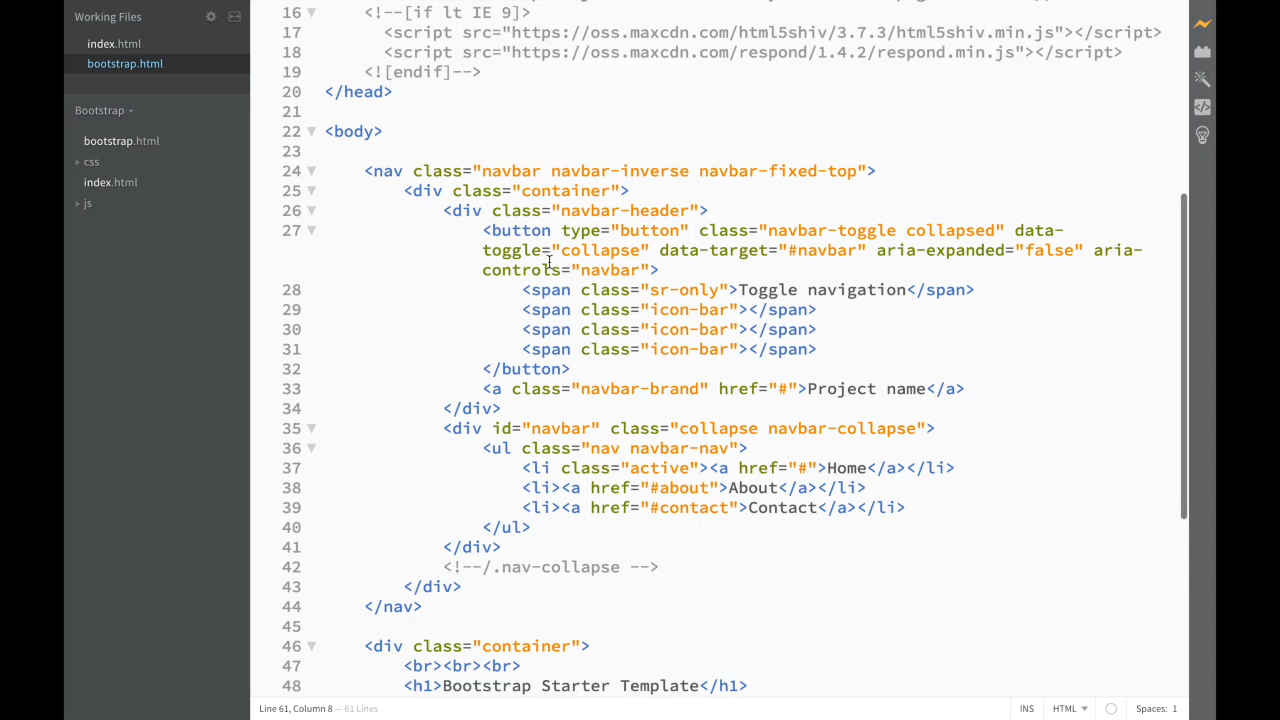 Working Files
index.html
bootstrap.html
Bootstrap
bootstrap.html
css
index.html
js
16 <!--[if lt IE 9]>
17 <script src="https://oss.maxcdn.com/html5shiv/3.7.3/html5shiv.min.js"></script>
18 <script src="https://oss.maxcdn.com/respond/1.4.2/respond.min.js"></script>
19 <![endif]-->
20 </head>
21
22 <body>
23
24 <nav class="navbar navbar-inverse navbar-fixed-top">
25 <div class="container">
26 <div class="navbar-header">
27 <button type="button" class="navbar-toggle collapsed" data-
toggle="collapse" data-target="#navbar" aria-expanded="false" aria-
controls="navbar">
28 <span class="sr-only">Toggle navigation</span>
29 <span class="icon-bar"></span>
30 <span class="icon-bar"></span>
31 <span class="icon-bar"></span>
32 </button>
33 <a class="navbar-brand" href="#">Project name</a>
34 </div>
35 <div id="navbar" class="collapse navbar-collapse">
36 <ul class="nav navbar-nav">
37 <li class="active"><a href="#">Home</a></li>
38 <li><a href="#about">About</a></li>
39 <li><a href="#contact">Contact</a></li>
40 </ul>
41 </div>
42 <!--/.nav-collapse -->
43 </div>
44 </nav>
45
46 <div class="container">
47 <br><br><br>
48 <h1>Bootstrap Starter Template</h1>
Line 61, Column 8 — 61 Lines
INS
HTML
Spaces: 1